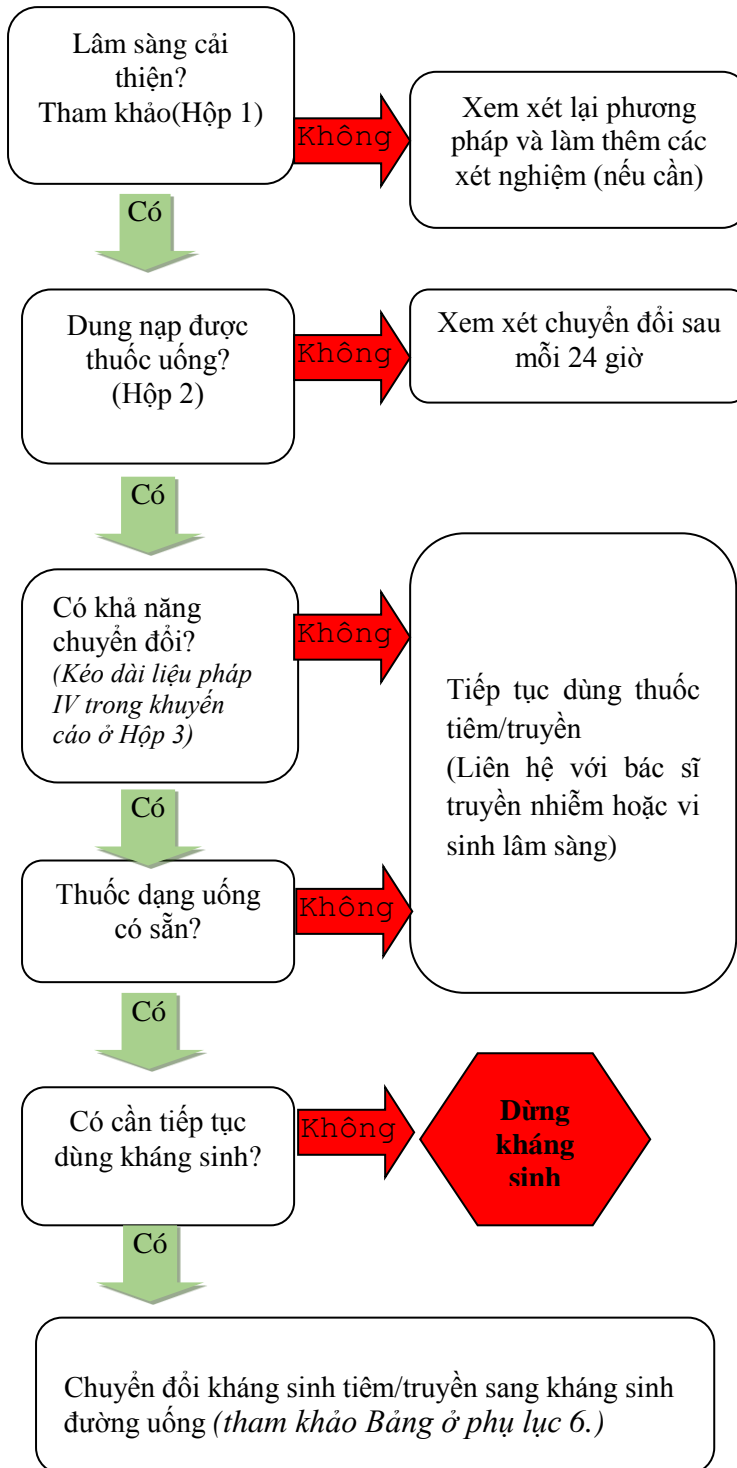 Lâm sàng cải
thiện?
Tham khảo(Hộp 1)
Không
Xem xét lại phương
pháp và làm thêm các
xét nghiệm (nếu cần)
Có
Dung nạp được
thuốc uống?
(Hộp 2)
Không
Xem xét chuyển đổi sau
mỗi 24 giờ
Có
Có khả năng
chuyển đổi?
(Kéo dài liệu pháp
IV trong khuyến
cáo ở Hộp 3)
Không
Tiếp tục dùng thuốc
tiêm/truyền
(Liên hệ với bác sĩ
truyền nhiễm hoặc vi
sinh lâm sàng)
Có
Thuốc dạng uống
có sẵn?
Không
Có
Có cần tiếp tục
dùng kháng sinh?
Không
Dừng
kháng
sinh
Có
Chuyển đổi kháng sinh tiêm/truyền sang kháng sinh
đường uống (tham khảo Bảng ở phụ lục 6.)